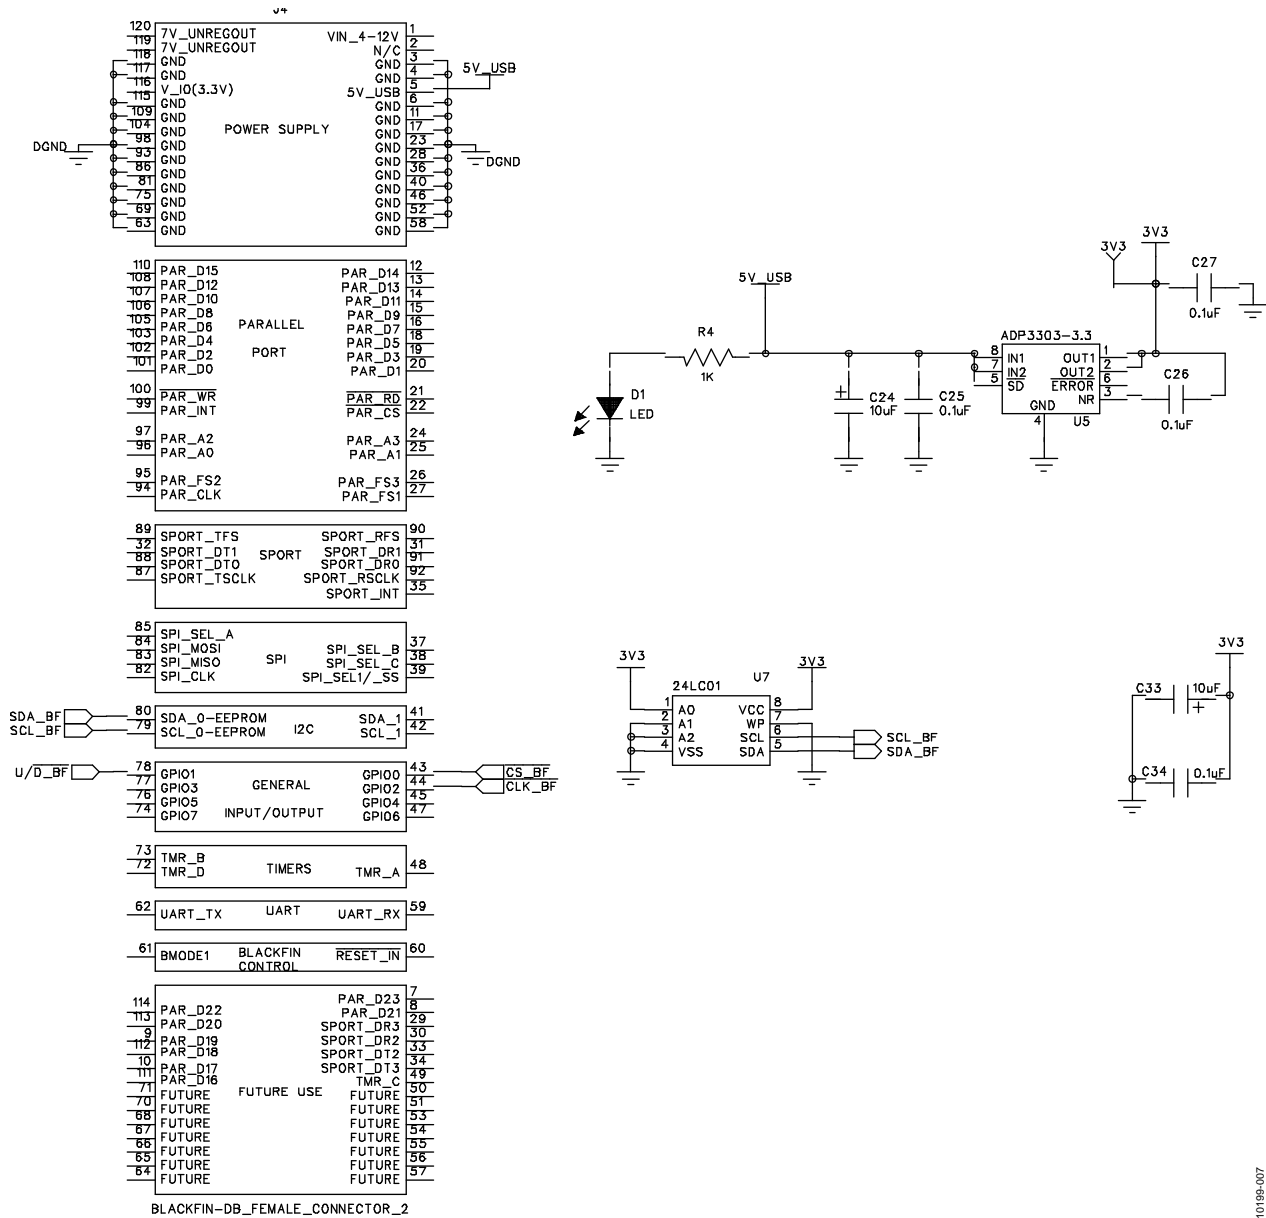 J4
120 7V_UNREGOUT VIN_4-12V 1
119 7V_UNREGOUT N/C 2
118 GND GND 3
117 GND GND 4
116 V_IO(3.3V) 5V_USB 5
115 GND GND 6
109 GND GND 11
104 GND GND 17
98 GND GND 23
93 GND GND 28
86 GND GND 36
81 GND GND 40
75 GND GND 46
69 GND GND 52
63 GND GND 58
POWER SUPPLY
DGND
DGND
5V_USB
110 PAR_D15 PAR_D14 12
108 PAR_D12 PAR_D13 13
107 PAR_D10 PAR_D11 14
106 PAR_D8 PAR_D9 15
105 PAR_D6 PAR_D7 16
103 PAR_D4 PAR_D5 18
102 PAR_D2 PAR_D3 19
101 PAR_D0 PAR_D1 20
PARALLEL
PORT
100 PAR_WR PAR_RD 21
99 PAR_INT PAR_CS 22
97 PAR_A2 PAR_A3 24
96 PAR_A0 PAR_A1 25
95 PAR_FS2 PAR_FS3 26
94 PAR_CLK PAR_FS1 27
89 SPORT_TFS SPORT_RFS 90
32 SPORT_DT1 SPORT SPORT_DR1 31
88 SPORT_DT0 SPORT_DR0 91
87 SPORT_TSCLK SPORT_RSCLK 92
SPORT_INT 35
85 SPI_SEL_A
84 SPI_MOSI SPI_SEL_B 37
83 SPI_MISO SPI SPI_SEL_C 38
82 SPI_CLK SPI_SEL1/_SS 39
SDA_BF 80 SDA_0-EEPROM SDA_1 41
SCL_BF 79 SCL_0-EEPROM I2C SCL_1 42
U/D_BF 78 GPIO1 GPIO0 43 CS_BF
77 GPIO3 GENERAL GPIO2 44 CLK_BF
76 GPIO5 GPIO4 45
74 GPIO7 INPUT/OUTPUT GPIO6 47
73 TMR_B
72 TMR_D TIMERS TMR_A 48
62 UART_TX UART UART_RX 59
61 BMODE1 BLACKFIN CONTROL RESET_IN 60
PAR_D23 7
114 PAR_D22 PAR_D21 8
113 PAR_D20 SPORT_DR3 29
9 PAR_D19 SPORT_DR2 30
112 PAR_D18 SPORT_DT2 33
10 PAR_D17 SPORT_DT3 34
111 PAR_D16 TMR_C 49
71 FUTURE FUTURE USE FUTURE 50
70 FUTURE FUTURE 51
68 FUTURE FUTURE 53
67 FUTURE FUTURE 54
66 FUTURE FUTURE 55
65 FUTURE FUTURE 56
64 FUTURE FUTURE 57
BLACKFIN-DB_FEMALE_CONNECTOR_2
5V_USB
R4
1K
D1
LED
+ C24
10uF
C25
0.1uF
ADP3303-3.3
8 IN1 OUT1 1
7 IN2 OUT2 2
5 SD ERROR 6
NR 3
GND
4
U5
3V3
3V3
C27
0.1uF
C26
0.1uF
3V3
24LC01
U7
3V3
1 A0 VCC 8
2 A1 WP 7
3 A2 SCL 6 SCL_BF
4 VSS SDA 5 SDA_BF
3V3
C33 10uF
+
C34 0.1uF
10199-007